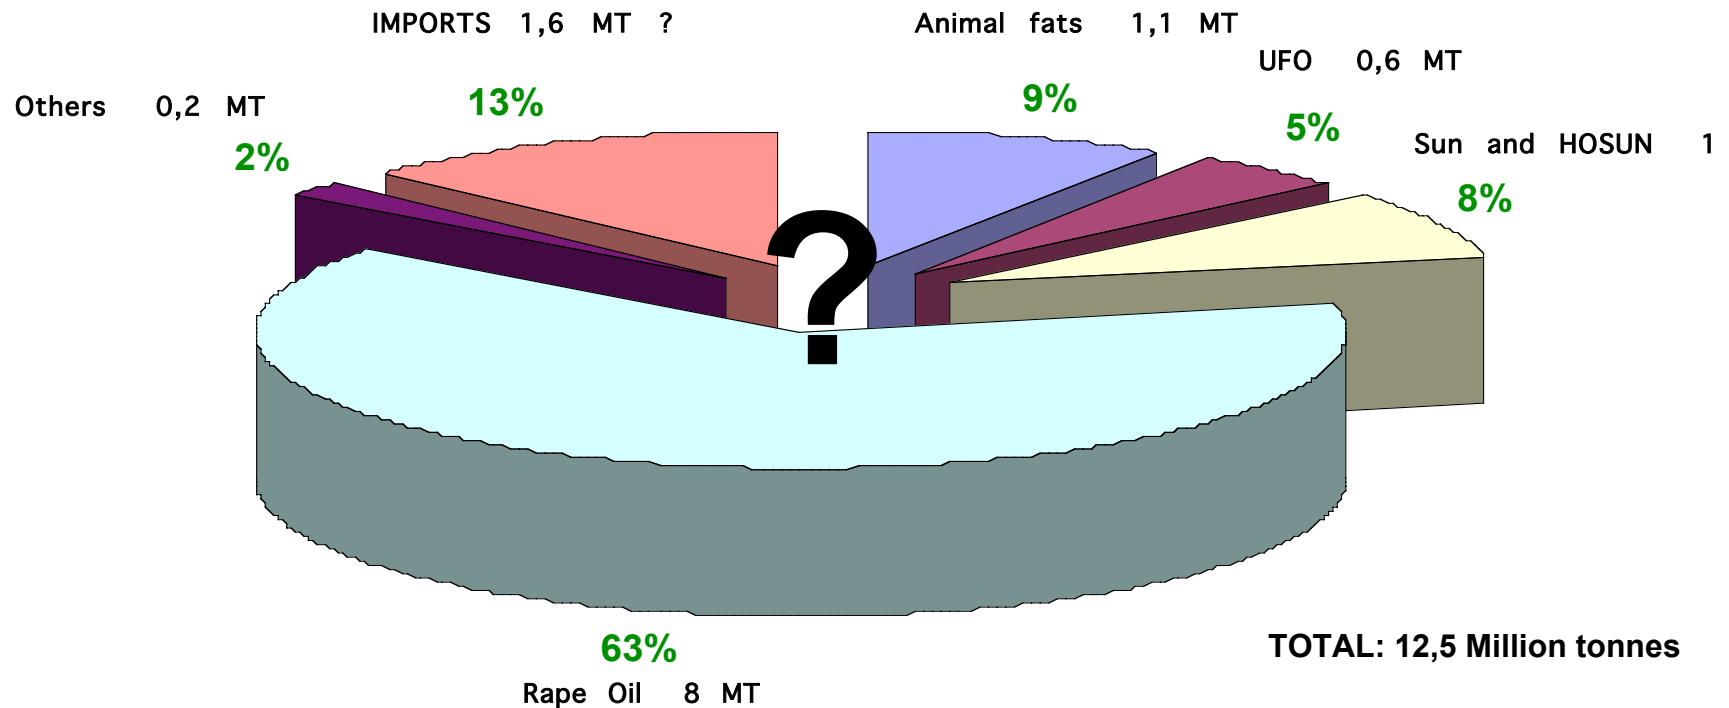 IMPORTS 1,6 MT ?
Animal fats 1,1 MT
UFO 0,6 MT
Others 0,2 MT
13%
9%
5%
2%
Sun and HOSUN 1
8%
?
63%
TOTAL: 12,5 Million tonnes
Rape Oil 8 MT